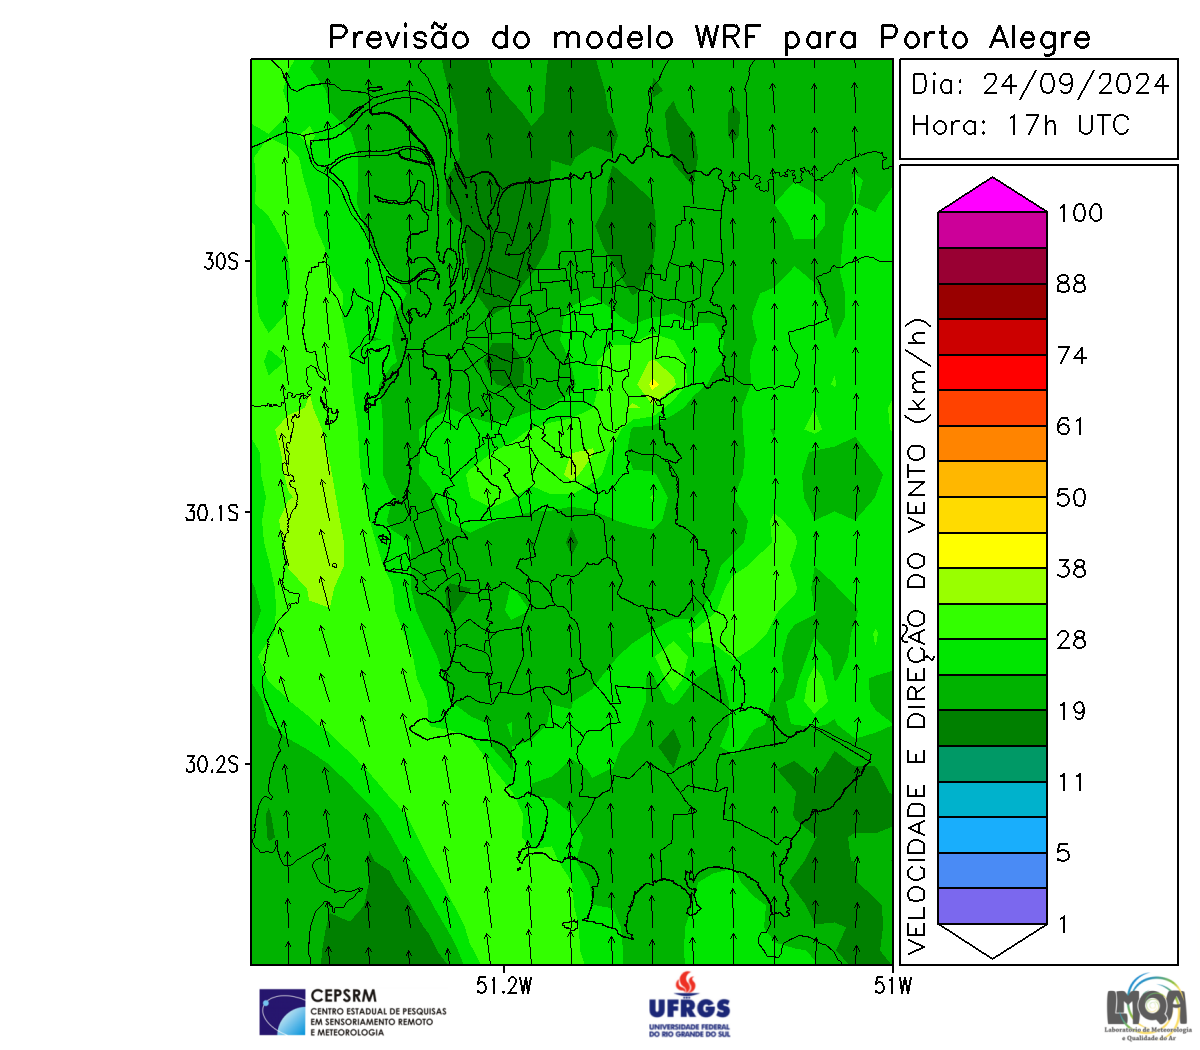 Previsão do modelo WRF para Porto Alegre
Dia: 24/09/2024
Hora: 17h UTC
30S
30.1S
30.2S
51.2W
51W
VELOCIDADE E DIREÇÃO DO VENTO (km/h)
100
88
74
61
50
38
28
19
11
5
1
CEPSRM
CENTRO ESTADUAL DE PESQUISAS
EM SENSORIAMENTO REMOTO
E METEOROLOGIA
UFRGS
UNIVERSIDADE FEDERAL
DO RIO GRANDE DO SUL
LMQA
Laboratório de Meteorologia
e Qualidade do Ar